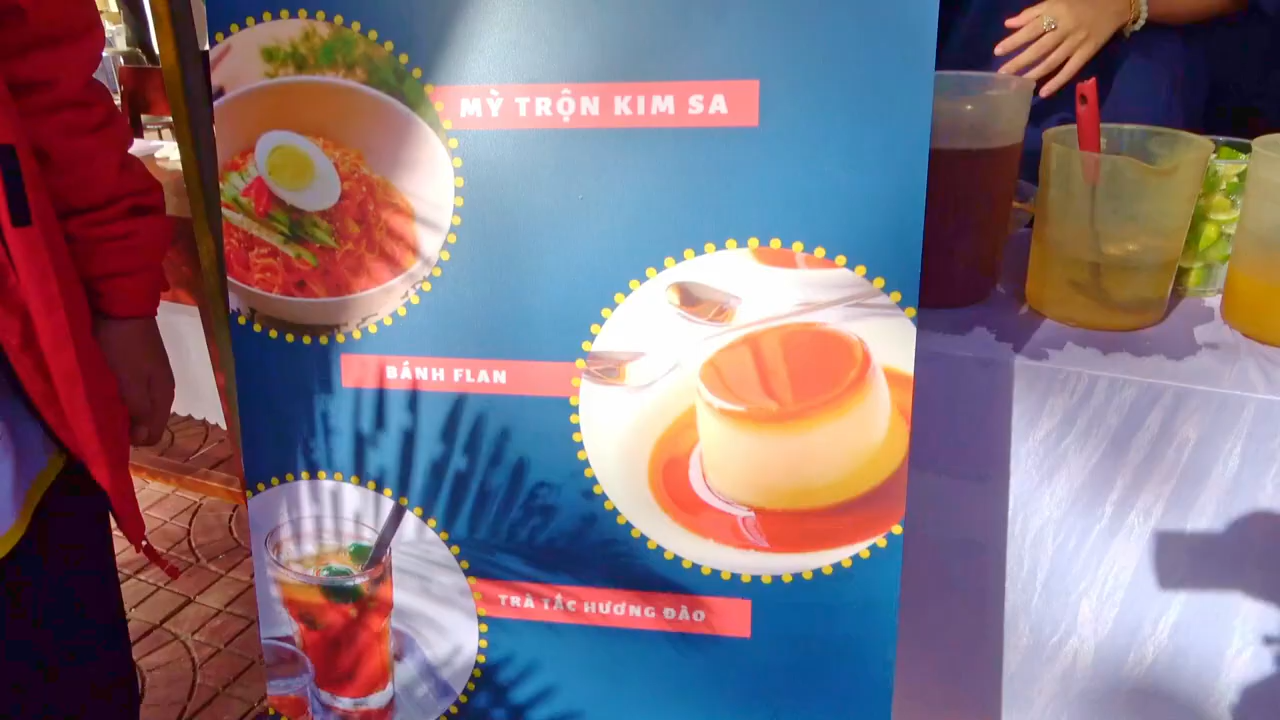 MỲ TRỘN KIM SA
BÁNH FLAN
TRÀ TẮC HƯƠNG ĐÀO